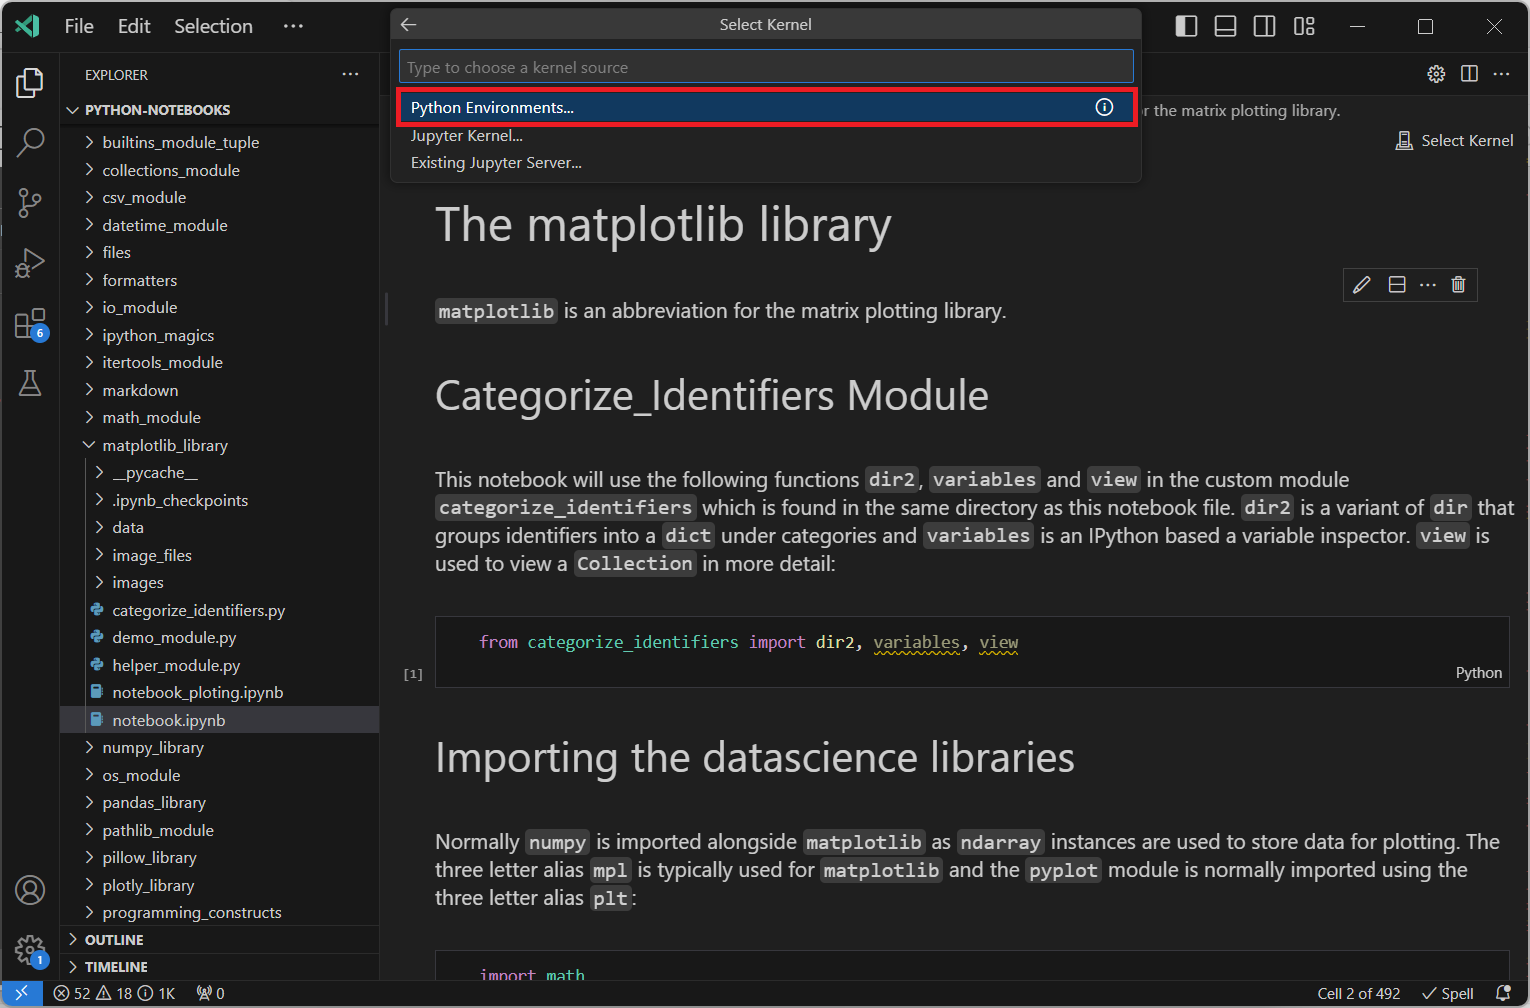 File Edit Selection ···
Select Kernel
Type to choose a kernel source
Python Environments...
Jupyter Kernel...
Existing Jupyter Server...
EXPLORER
PYTHON-NOTEBOOKS
builtins_module_tuple
collections_module
csv_module
datetime_module
files
formatters
io_module
ipython_magics
itertools_module
markdown
math_module
matplotlib_library
__pycache__
.ipynb_checkpoints
data
image_files
images
categorize_identifiers.py
demo_module.py
helper_module.py
notebook_ploting.ipynb
notebook.ipynb
numpy_library
os_module
pandas_library
pathlib_module
pillow_library
plotly_library
programming_constructs
OUTLINE
TIMELINE
6
1
or the matrix plotting library.
Select Kernel
The matplotlib library
matplotlib is an abbreviation for the matrix plotting library.
Categorize_Identifiers Module
This notebook will use the following functions dir2, variables and view in the custom module
categorize_identifiers which is found in the same directory as this notebook file. dir2 is a variant of dir that
groups identifiers into a dict under categories and variables is an IPython based a variable inspector. view is
used to view a Collection in more detail:
from categorize_identifiers import dir2, variables, view
[1]
Python
Importing the datascience libraries
Normally numpy is imported alongside matplotlib as ndarray instances are used to store data for plotting. The
three letter alias mpl is typically used for matplotlib and the pyplot module is normally imported using the
three letter alias plt:
import math
52 18 1K 0
Cell 2 of 492 Spell